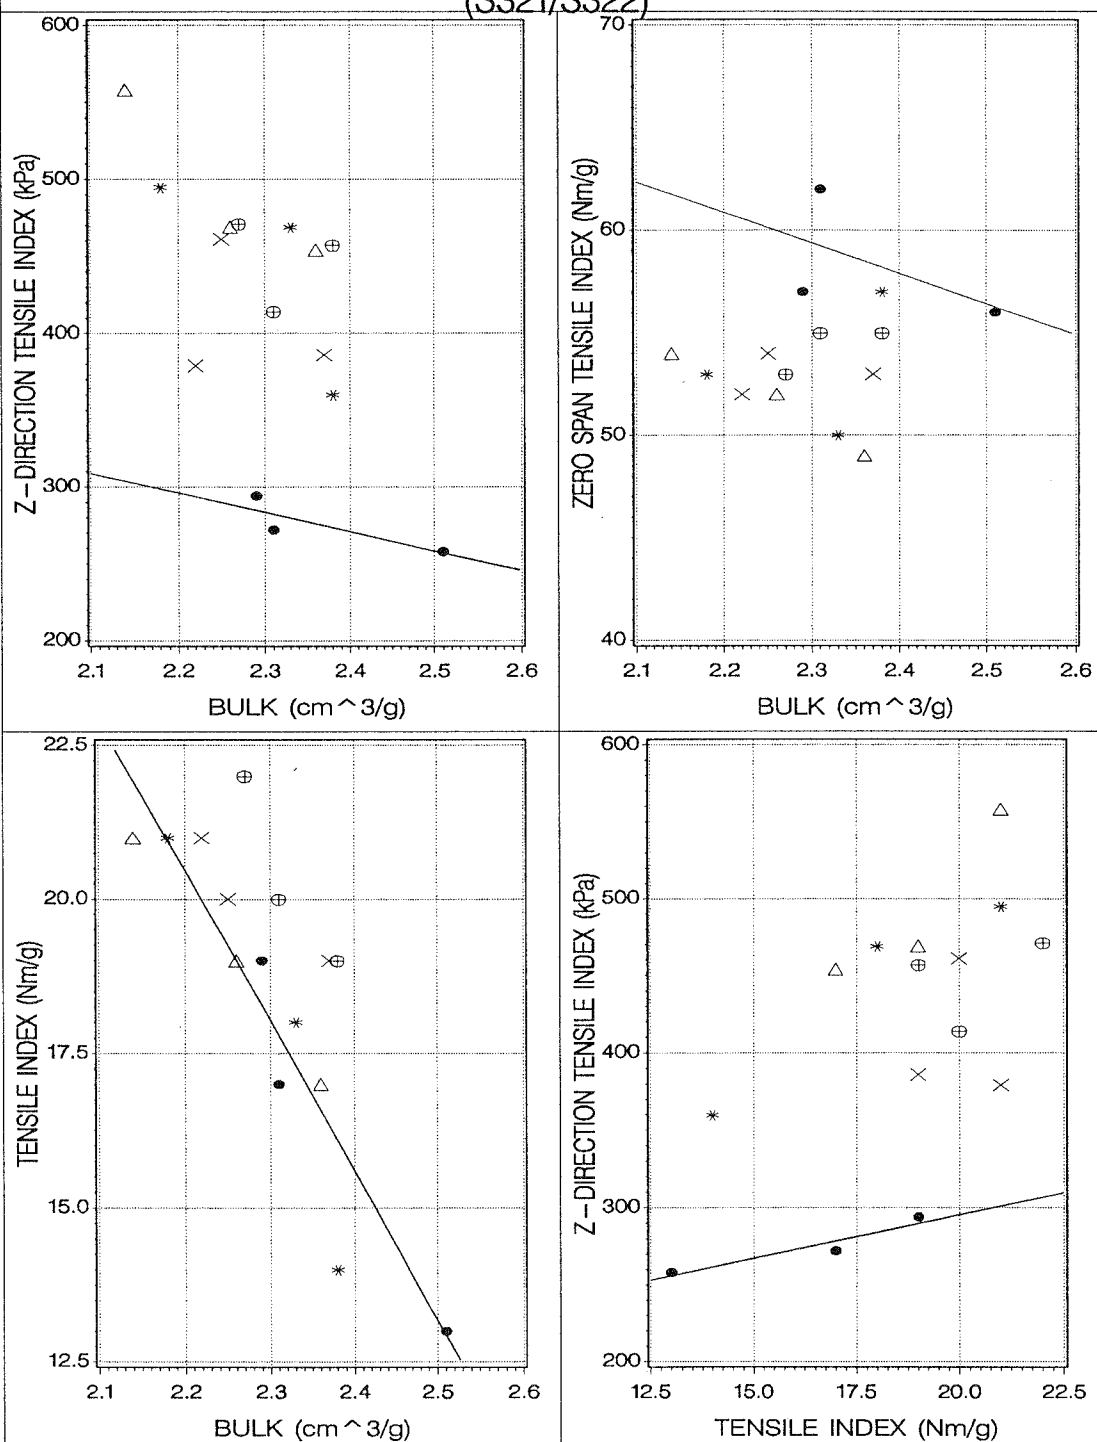 (3321/3322)
600
500
400
300
200
Z-DIRECTION TENSILE INDEX (kPa)
2.1 2.2 2.3 2.4 2.5 2.6
BULK (cm^3/g)
70
60
50
40
ZERO SPAN TENSILE INDEX (Nm/g)
2.1 2.2 2.3 2.4 2.5 2.6
BULK (cm^3/g)
22.5
20.0
17.5
15.0
12.5
TENSILE INDEX (Nm/g)
2.1 2.2 2.3 2.4 2.5 2.6
BULK (cm^3/g)
600
500
400
300
200
Z-DIRECTION TENSILE INDEX (kPa)
12.5 15.0 17.5 20.0 22.5
TENSILE INDEX (Nm/g)